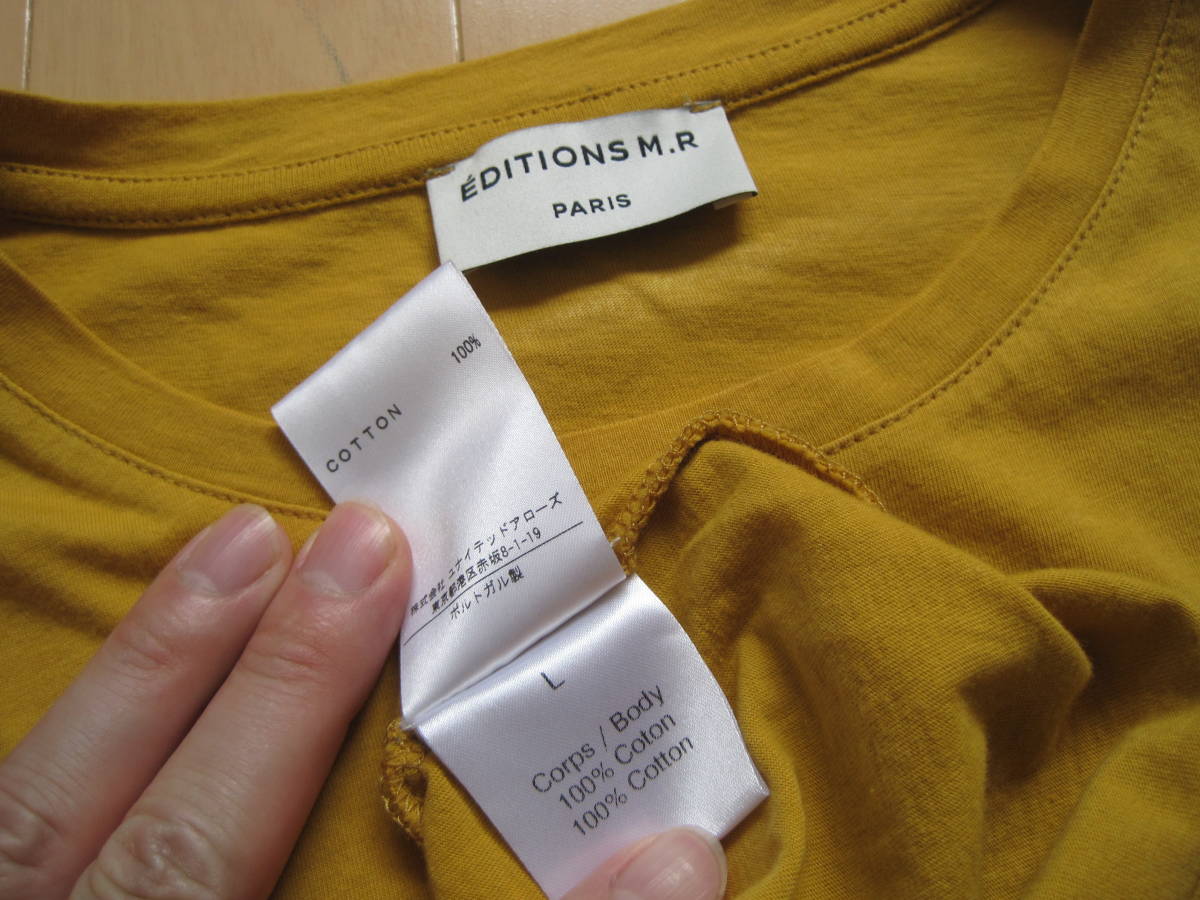 ÉDITIONS M.R
PARIS
COTTON 100%
株式会社 ユナイテッドアローズ
東京都港区赤坂8-1-19
ポルトガル製
L
Corps / Body
100% Coton
100% Cotton